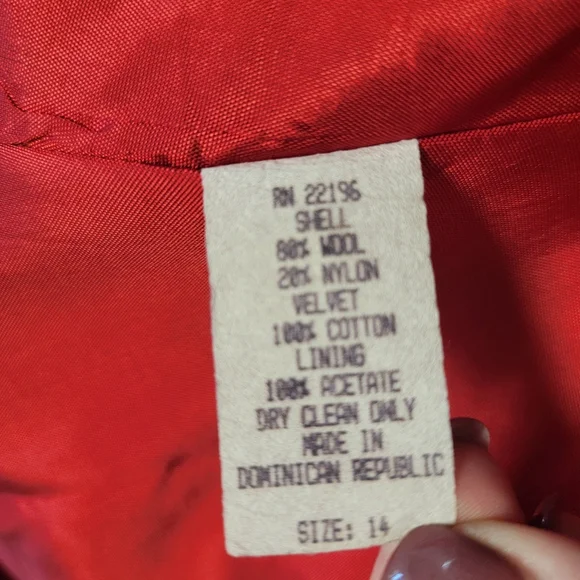 RN 22196
SHELL
80% WOOL
20% NYLON
VELVET
100% COTTON
LINING
100% ACETATE
DRY CLEAN ONLY
MADE IN
DOMINICAN REPUBLIC
SIZE: 14